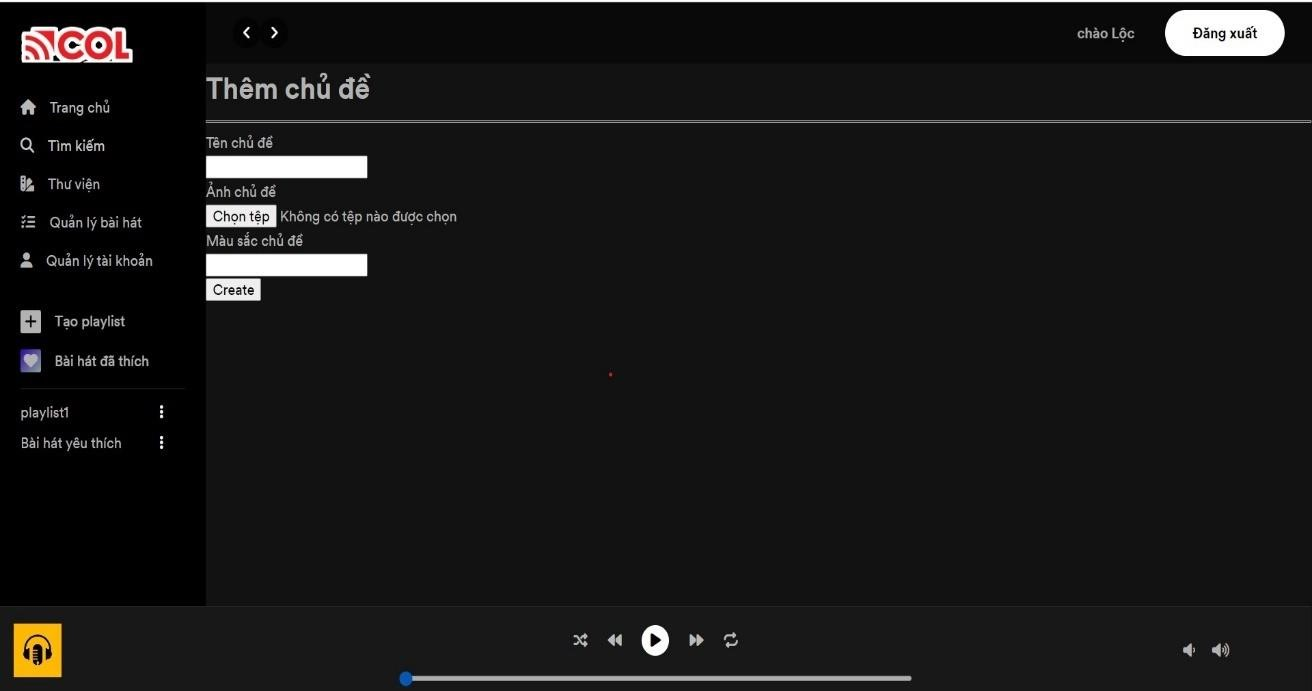 COL
chào Lộc
Đăng xuất
Trang chủ
Tìm kiếm
Thư viện
Quản lý bài hát
Quản lý tài khoản
Tạo playlist
Bài hát đã thích
playlist1
Bài hát yêu thích
Thêm chủ đề
Tên chủ đề
Ảnh chủ đề
Chọn tệp Không có tệp nào được chọn
Màu sắc chủ đề
Create